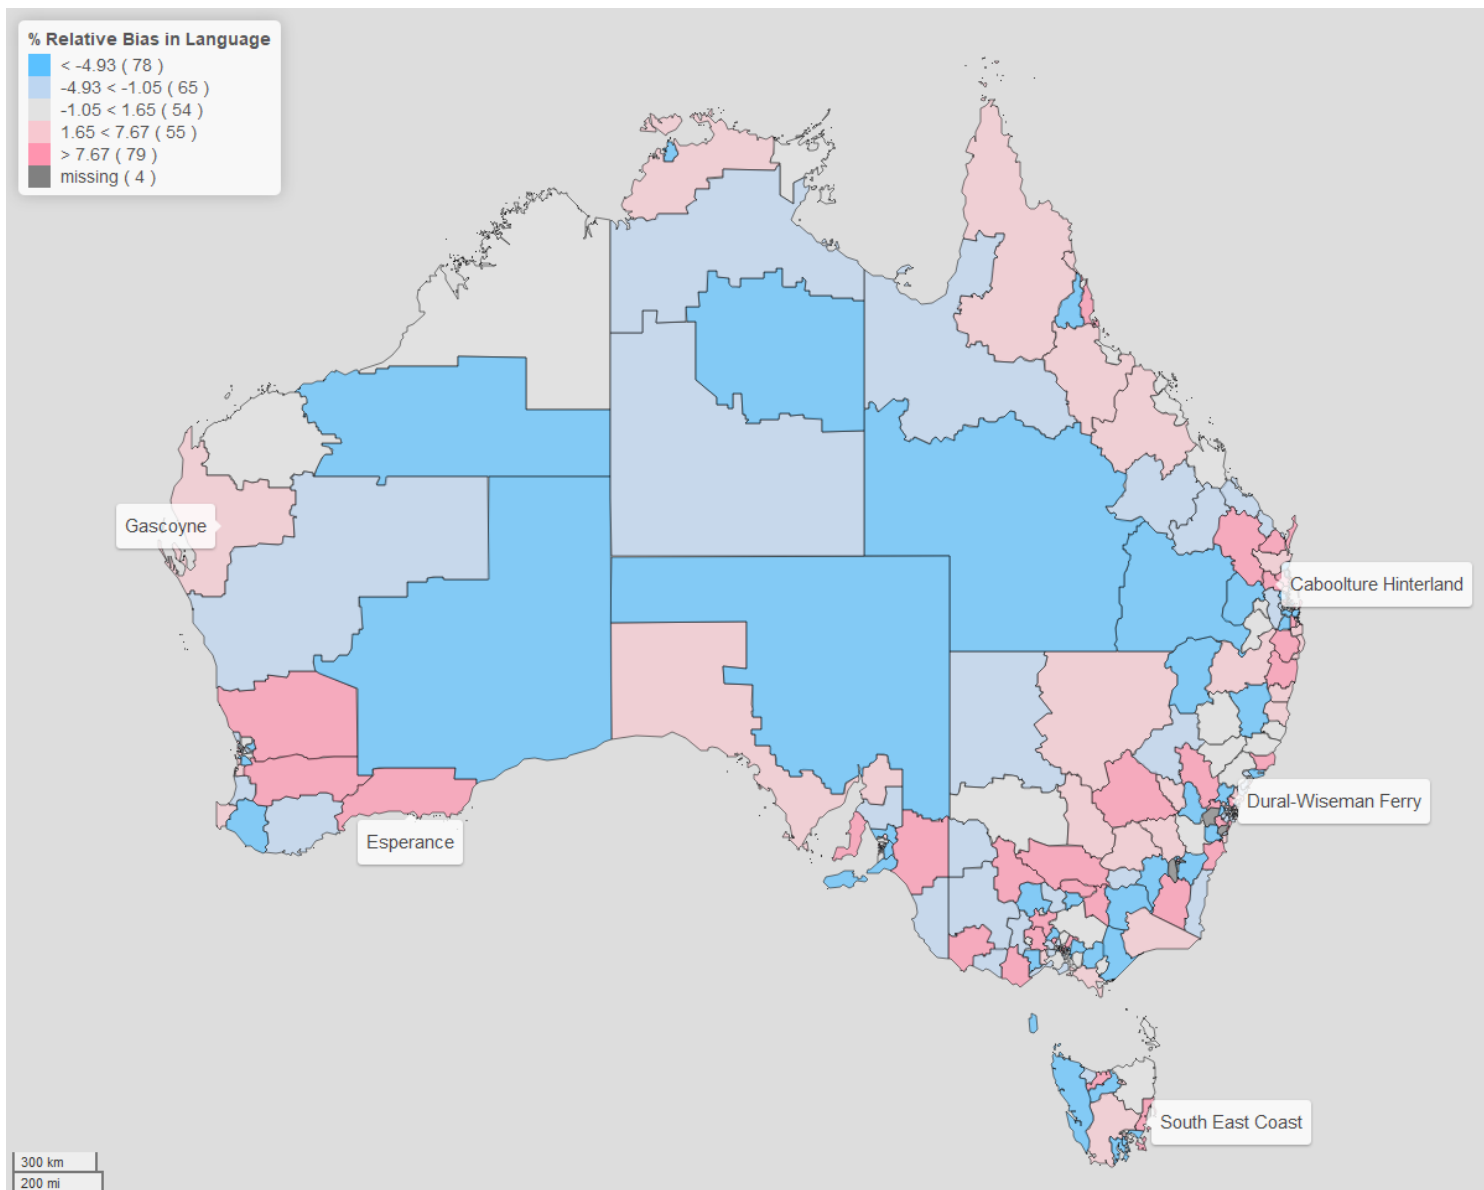 % Relative Bias in Language
< -4.93 ( 78 )
-4.93 < -1.05 ( 65 )
-1.05 < 1.65 ( 54 )
1.65 < 7.67 ( 55 )
> 7.67 ( 79 )
missing ( 4 )
Gascoyne
Caboolture Hinterland
Dural-Wiseman Ferry
Esperance
South East Coast
300 km
200 mi